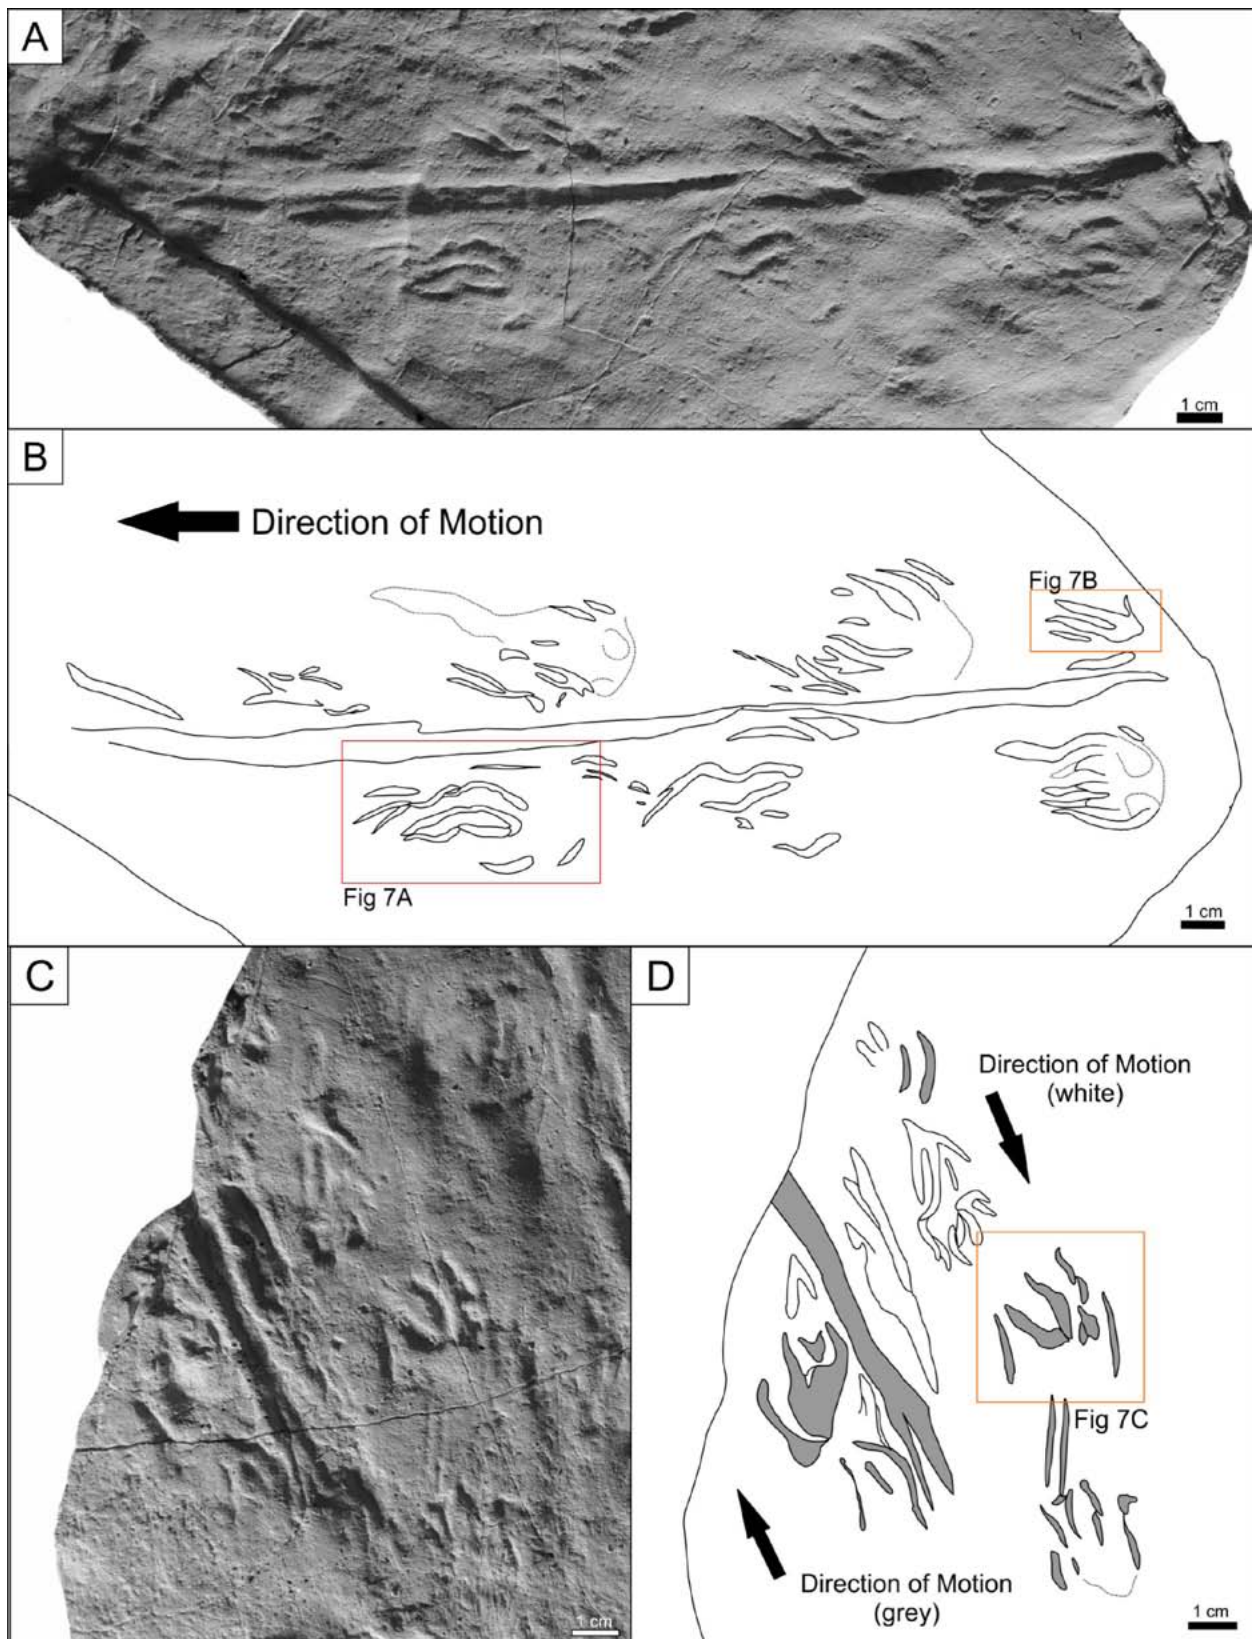 A
1 cm
B
Direction of Motion
Fig 7B
Fig 7A
1 cm
C
1 cm
D
Direction of Motion
(white)
Fig 7C
Direction of Motion
(grey)
1 cm